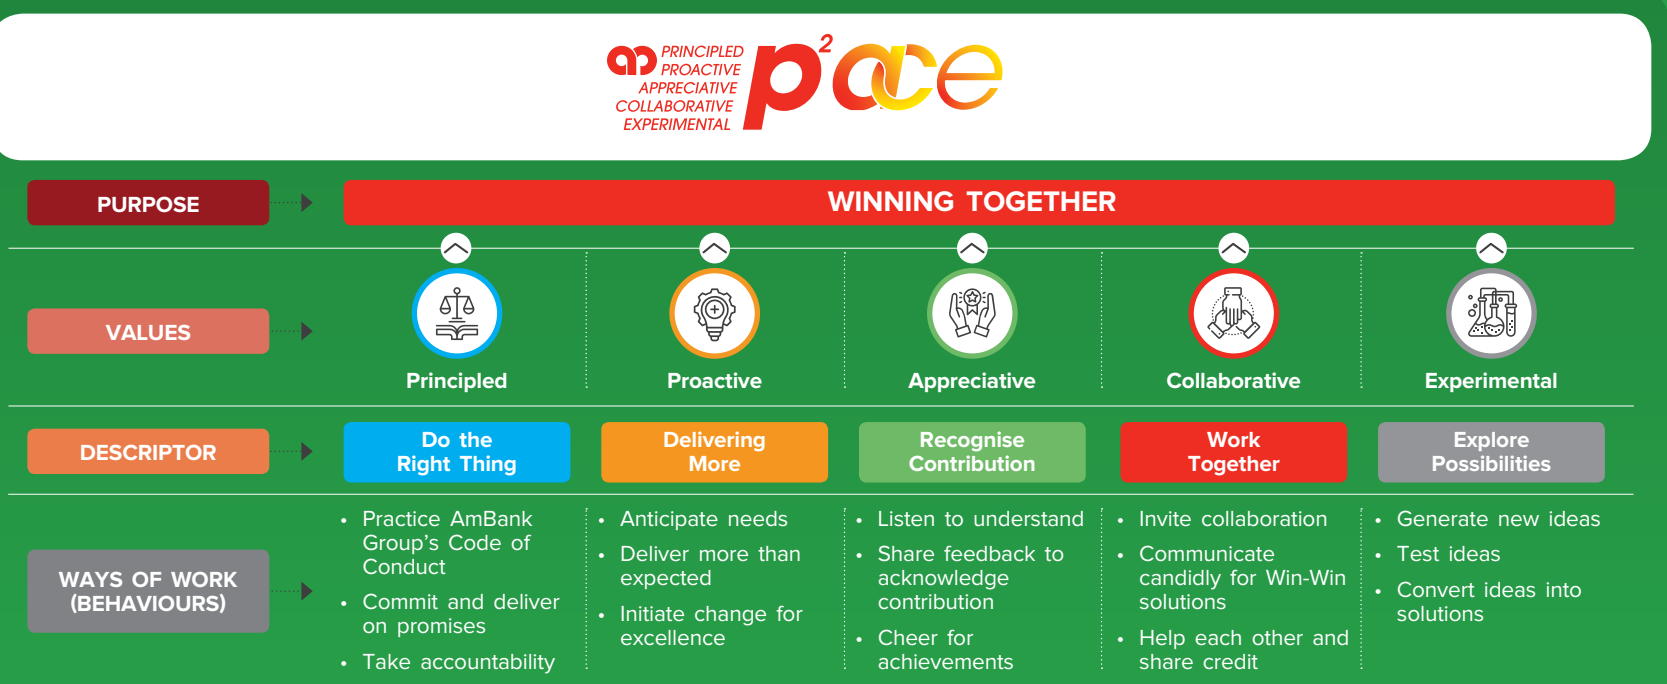 PRINCIPLED
PROACTIVE
APPRECIATIVE
COLLABORATIVE
EXPERIMENTAL
p²ace
PURPOSE
WINNING TOGETHER
VALUES
Principled
Proactive
Appreciative
Collaborative
Experimental
DESCRIPTOR
Do the
Right Thing
Delivering
More
Recognise
Contribution
Work
Together
Explore
Possibilities
WAYS OF WORK
(BEHAVIOURS)
• Practice AmBank
Group's Code of
Conduct
• Commit and deliver
on promises
• Take accountability
• Anticipate needs
• Deliver more than
expected
• Initiate change for
excellence
• Listen to understand
• Share feedback to
acknowledge
contribution
• Cheer for
achievements
• Invite collaboration
• Communicate
candidly for Win-Win
solutions
• Help each other and
share credit
• Generate new ideas
• Test ideas
• Convert ideas into
solutions